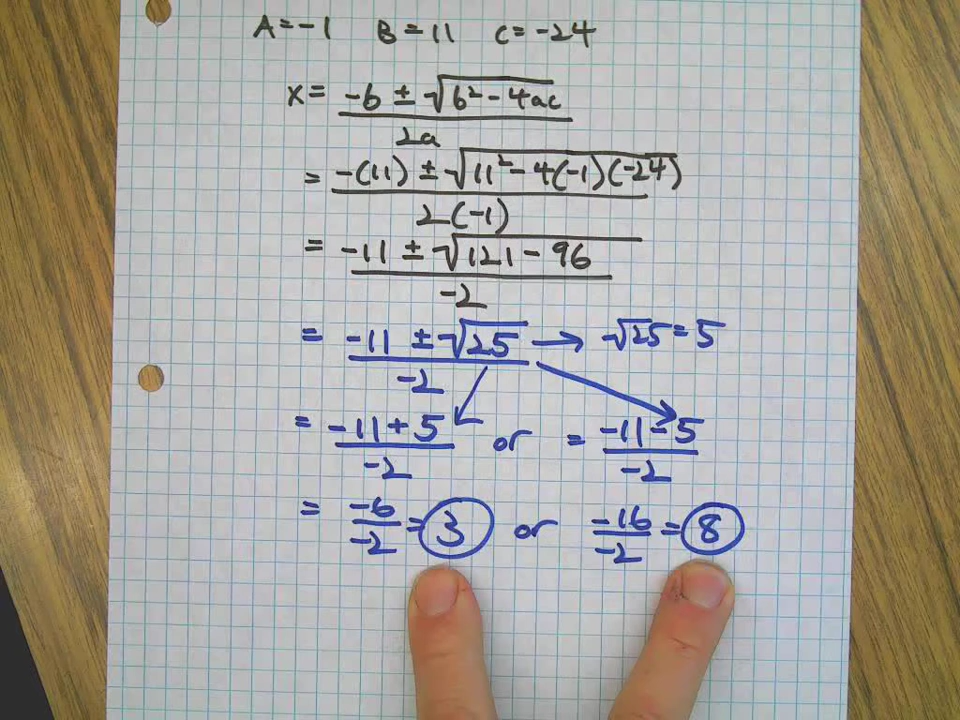 A = -1 B = 11 C = -24
x = -b ± √b² - 4ac
2a
= -(11) ± √11² - 4(-1)(-24)
2(-1)
= -11 ± √121 - 96
-2
= -11 ± √25 → √25 = 5
-2
= -11 + 5 or = -11 - 5
-2 -2
= -6/-2 = 3 or -16/-2 = 8